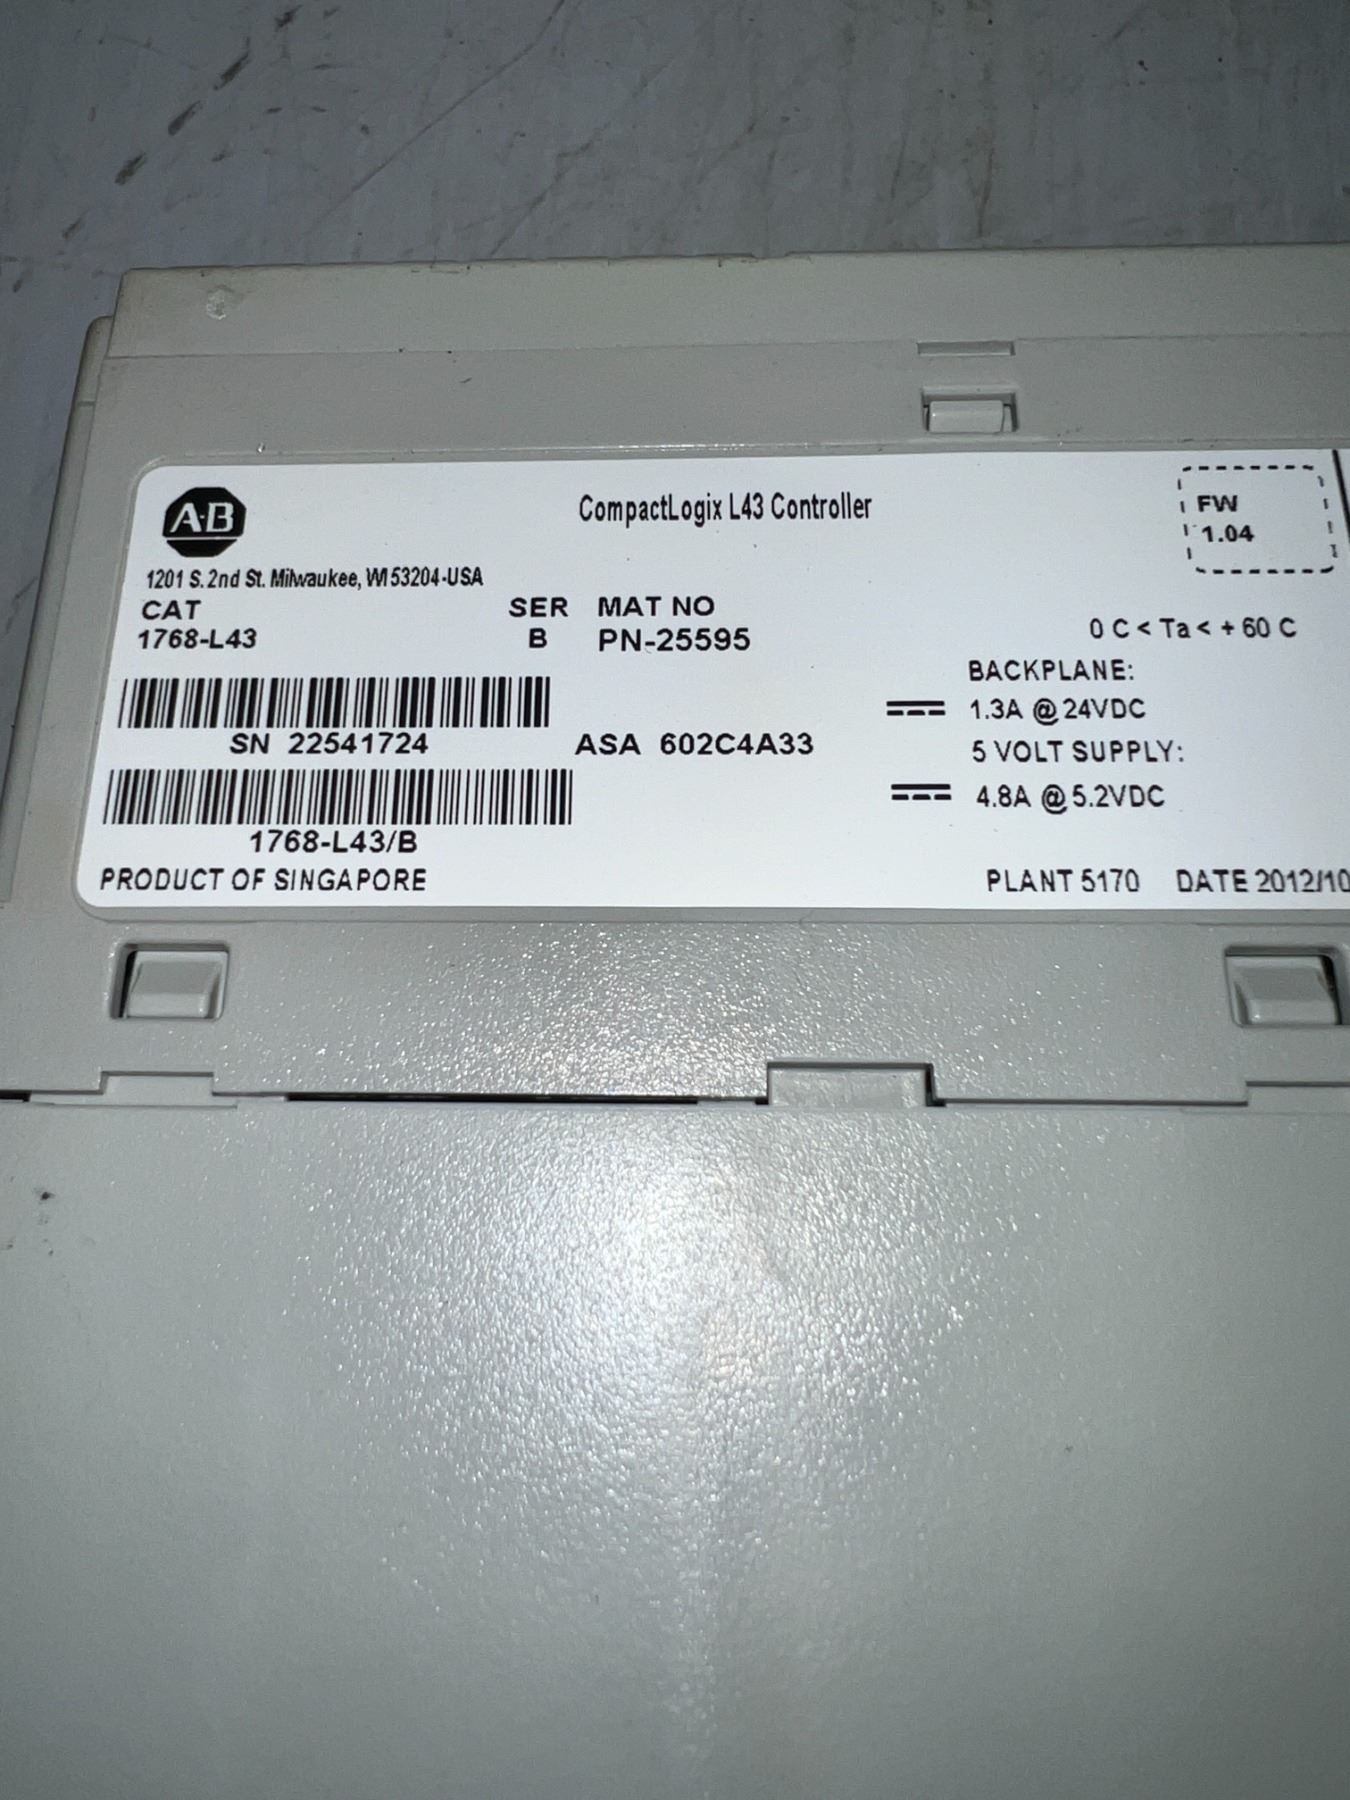 A·B
CompactLogix L43 Controller
FW
1.04
1201 S. 2nd St. Milwaukee, WI 53204-USA
CAT SER MAT NO
1768-L43 B PN-25595
0 C < Ta < + 60 C
BACKPLANE:
1.3A @ 24VDC
SN 22541724 ASA 602C4A33
5 VOLT SUPPLY:
4.8A @ 5.2VDC
1768-L43/B
PRODUCT OF SINGAPORE PLANT 5170 DATE 2012/10